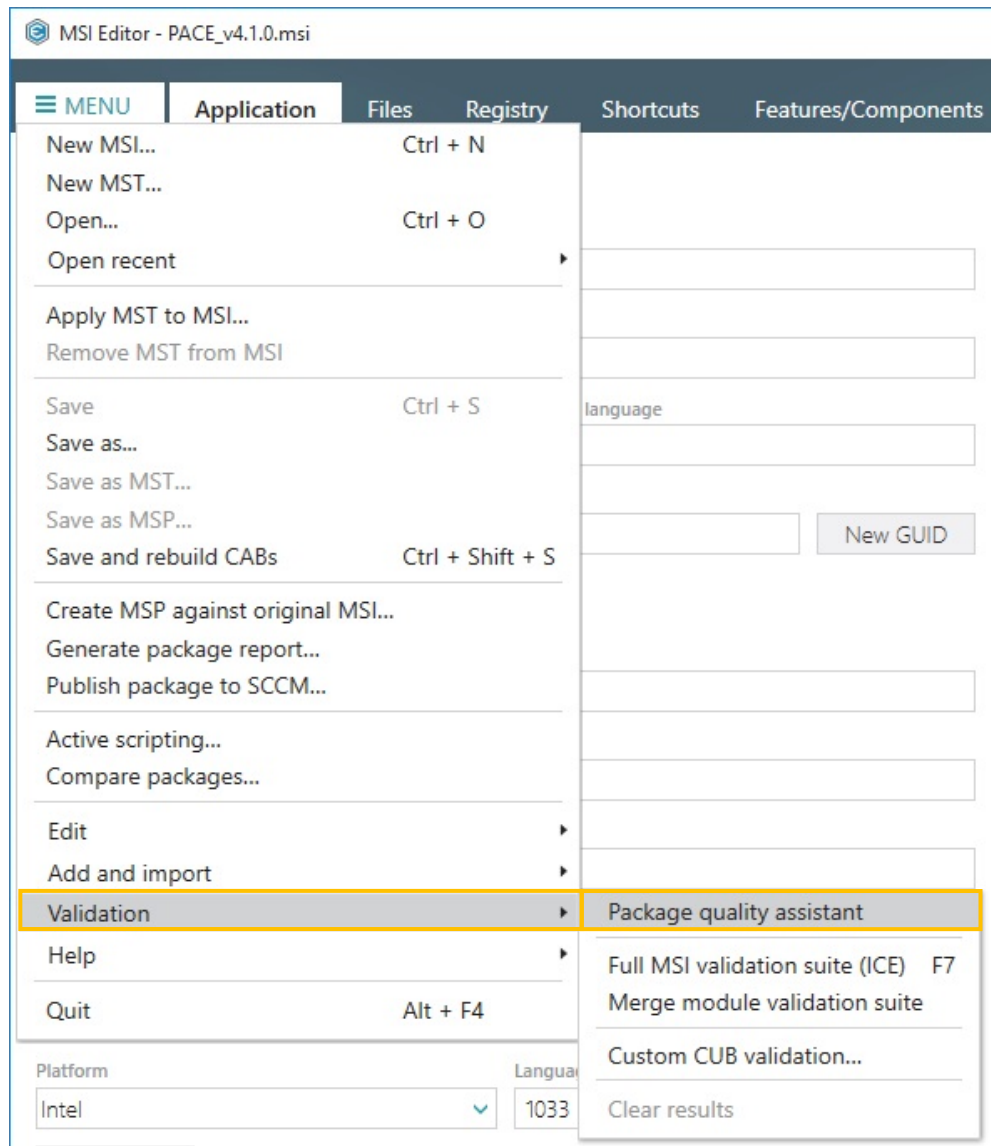 MSI Editor - PACE_v4.1.0.msi
MENU Application Files Registry Shortcuts Features/Components
New MSI... Ctrl + N
New MST...
Open... Ctrl + O
Open recent
Apply MST to MSI...
Remove MST from MSI
Save Ctrl + S
language
Save as...
Save as MST...
Save as MSP...
New GUID
Save and rebuild CABs Ctrl + Shift + S
Create MSP against original MSI...
Generate package report...
Publish package to SCCM...
Active scripting...
Compare packages...
Edit
Add and import
Validation Package quality assistant
Help
Full MSI validation suite (ICE) F7
Merge module validation suite
Quit Alt + F4
Custom CUB validation...
Platform
Intel 1033
Clear results